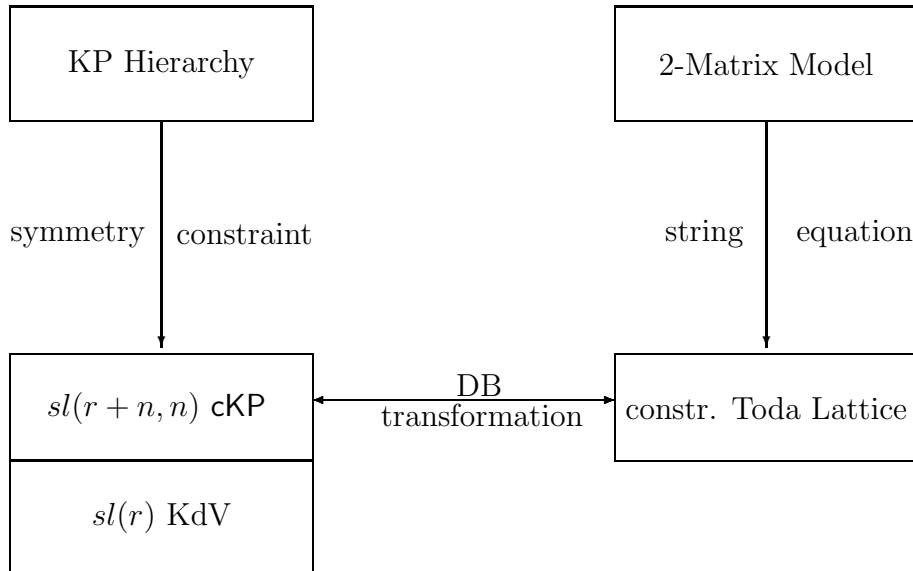 KP Hierarchy
2-Matrix Model
symmetry constraint
string equation
sl(r + n, n) cKP
DB
transformation
constr. Toda Lattice
sl(r) KdV